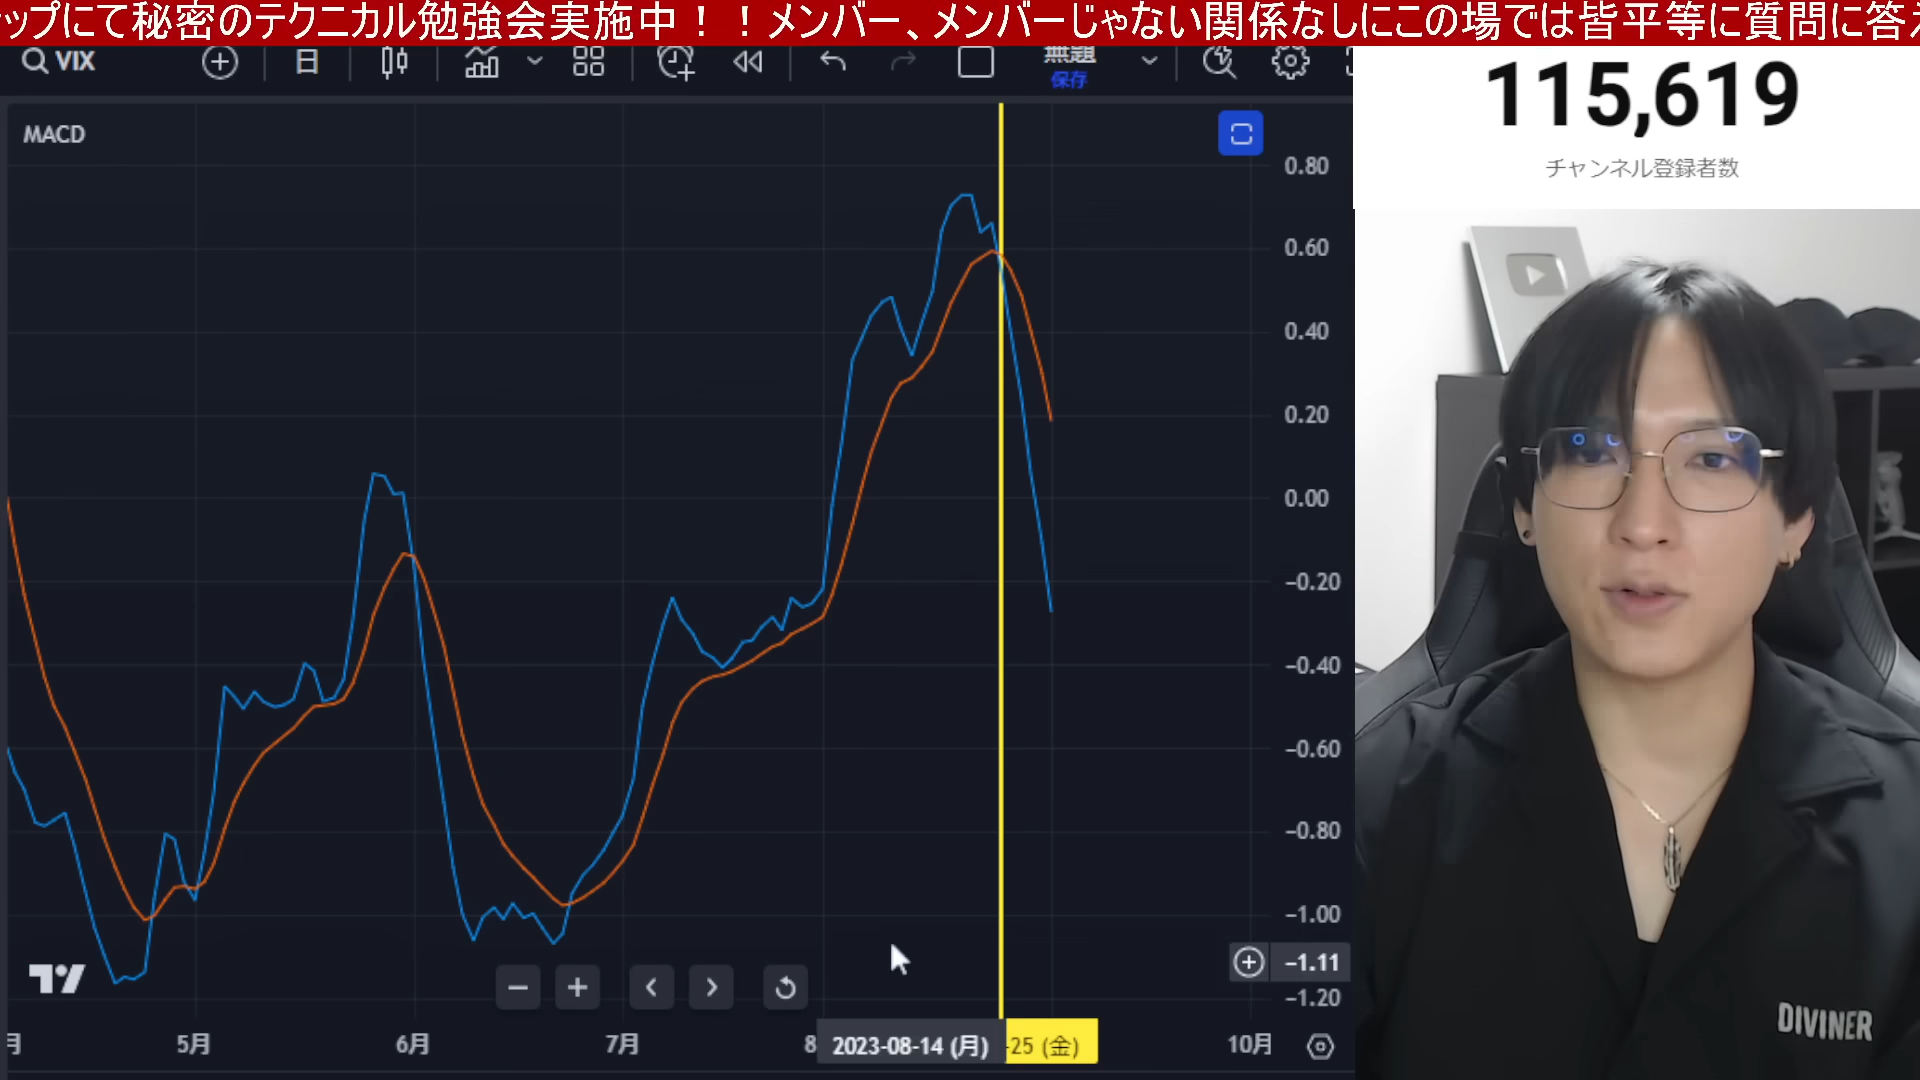 ップにて秘密のテクニカル勉強会実施中！！メンバー、メンバーじゃない関係なしにこの場では皆平等に質問に答え
VIX
日
無題
保存
115,619
チャンネル登録者数
MACD
0.80
0.60
0.40
0.20
0.00
−0.20
−0.40
−0.60
−0.80
−1.00
−1.11
−1.20
月
5月
6月
7月
8
2023-08-14 (月)
-25 (金)
10月
DIVINER